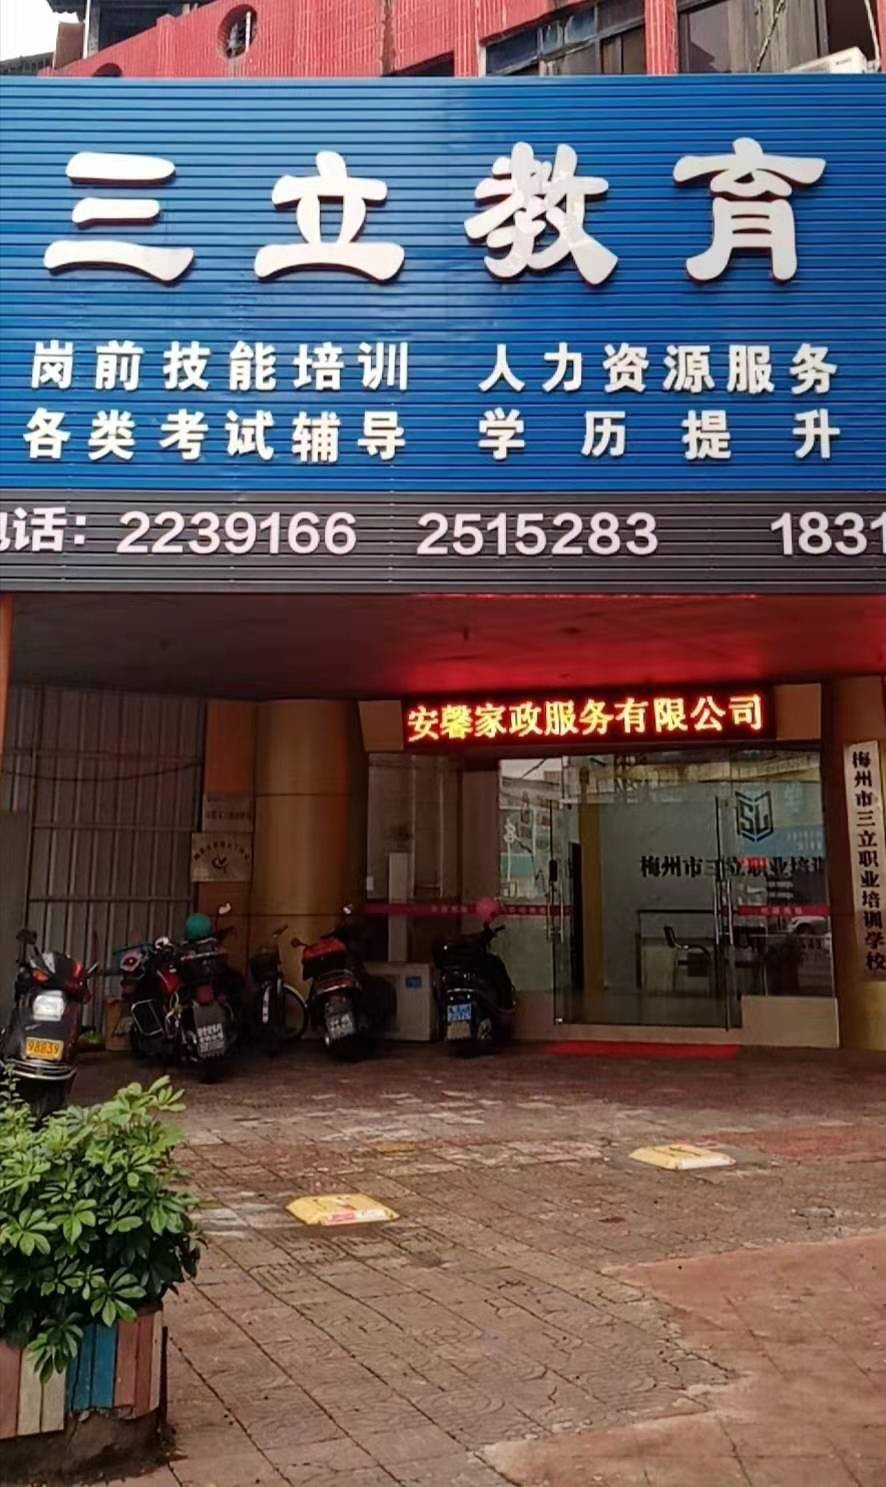 三立教育
岗前技能培训 人力资源服务
各类考试辅导 学历提升
电话：2239166 2515283 1831
安馨家政服务有限公司
梅州市三立职业培训学校
SL
梅州市三立职业培训
98839